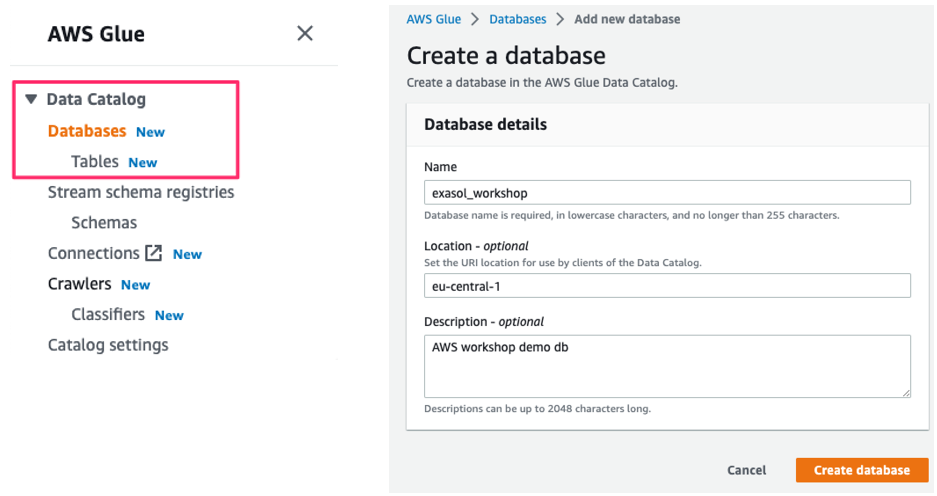 AWS Glue
Data Catalog
Databases New
Tables New
Stream schema registries
Schemas
Connections New
Crawlers New
Classifiers New
Catalog settings
AWS Glue > Databases > Add new database
Create a database
Create a database in the AWS Glue Data Catalog.
Database details
Name
exasol_workshop
Database name is required, in lowercase characters, and no longer than 255 characters.
Location - optional
Set the URI location for use by clients of the Data Catalog.
eu-central-1
Description - optional
AWS workshop demo db
Descriptions can be up to 2048 characters long.
Cancel Create database